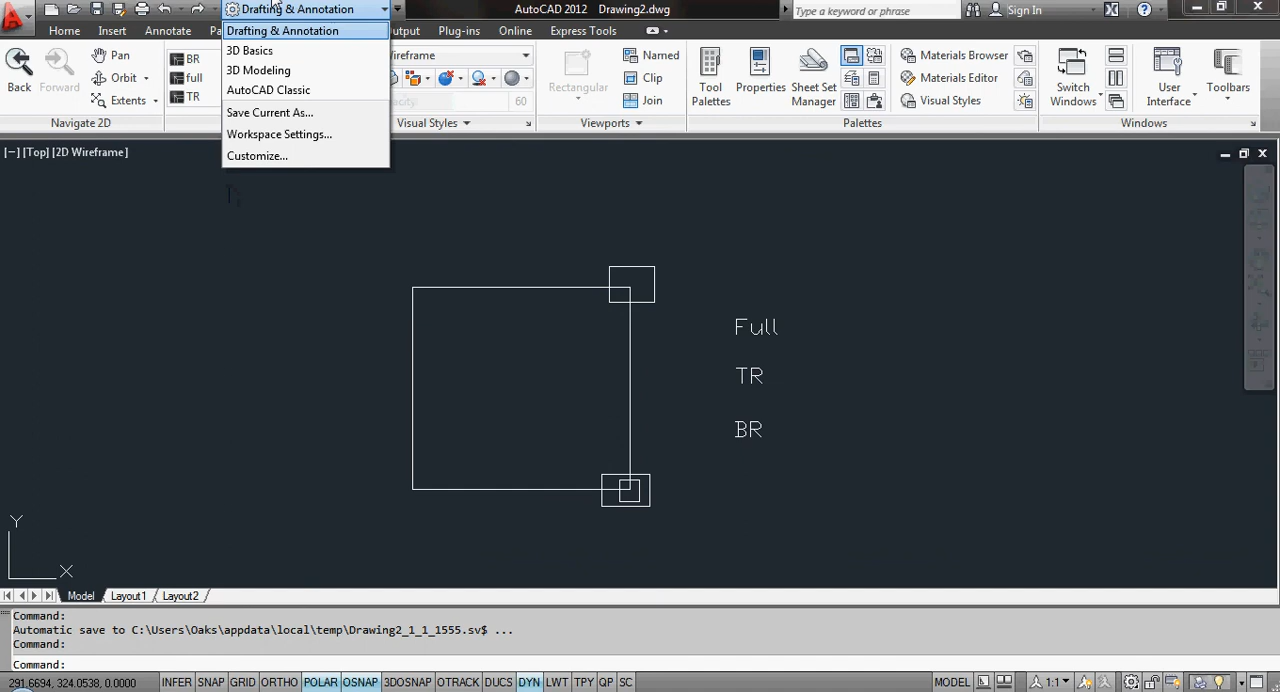 Drafting & Annotation
AutoCAD 2012 Drawing2.dwg
Type a keyword or phrase
Sign In
Home Insert Annotate Pa
utput Plug-ins Online Express Tools
Drafting & Annotation
3D Basics
3D Modeling
AutoCAD Classic
Save Current As...
Workspace Settings...
Customize...
Back
Forward
Pan
Orbit
Extents
BR
full
TR
Navigate 2D
ireframe
acity 60
Visual Styles
Rectangular
Named
Clip
Join
Viewports
Tool
Palettes
Properties
Sheet Set
Manager
Materials Browser
Materials Editor
Visual Styles
Palettes
Switch
Windows
User
Interface
Toolbars
Windows
[−] [Top] [2D Wireframe]
Full
TR
BR
Y
X
Model Layout1 Layout2
Command:
Automatic save to C:\Users\Oaks\appdata\local\temp\Drawing2_1_1_1555.sv$ ...
Command:
Command:
291.6694, 324.0538, 0.0000 INFER SNAP GRID ORTHO POLAR OSNAP 3DOSNAP OTRACK DUCS DYN LWT TPY QP SC MODEL 1:1